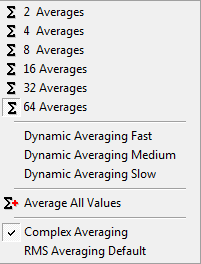 2 Averages
4 Averages
8 Averages
16 Averages
32 Averages
64 Averages
Dynamic Averaging Fast
Dynamic Averaging Medium
Dynamic Averaging Slow
Average All Values
Complex Averaging
RMS Averaging Default